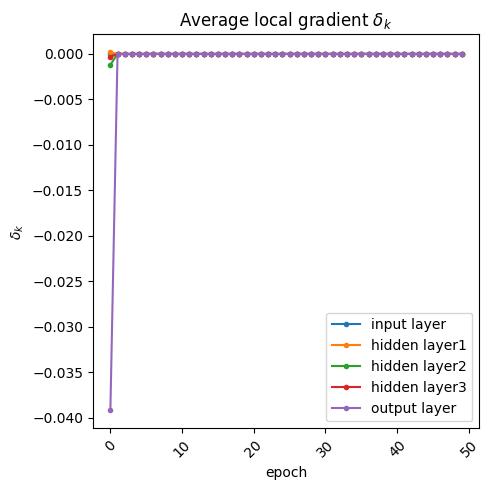 Average local gradient δk
0.000
−0.005
−0.010
−0.015
−0.020
−0.025
−0.030
−0.035
−0.040
δk
input layer
hidden layer1
hidden layer2
hidden layer3
output layer
0 10 20 30 40 50
epoch